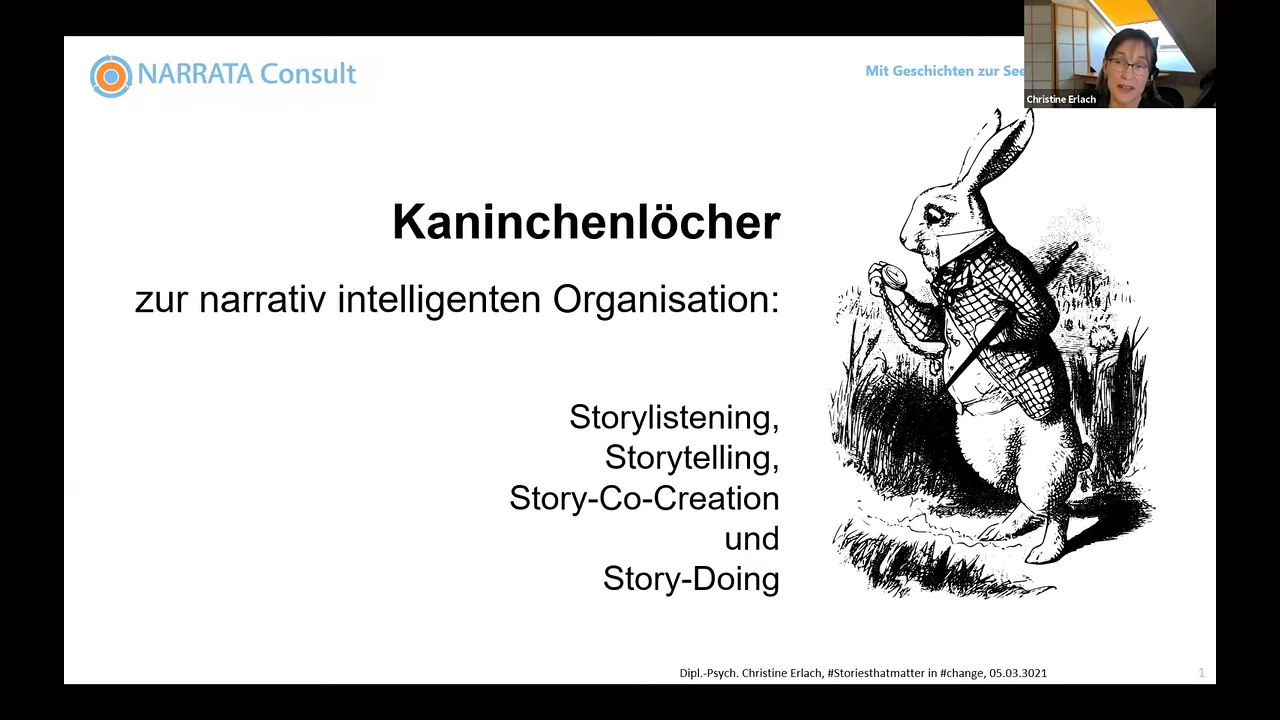 NARRATA Consult
Mit Geschichten zur See
Christine Erlach
Kaninchenlöcher
zur narrativ intelligenten Organisation:
Storylistening,
Storytelling,
Story-Co-Creation
und
Story-Doing
Dipl.-Psych. Christine Erlach, #Storiesthatmatter in #change, 05.03.3021
1